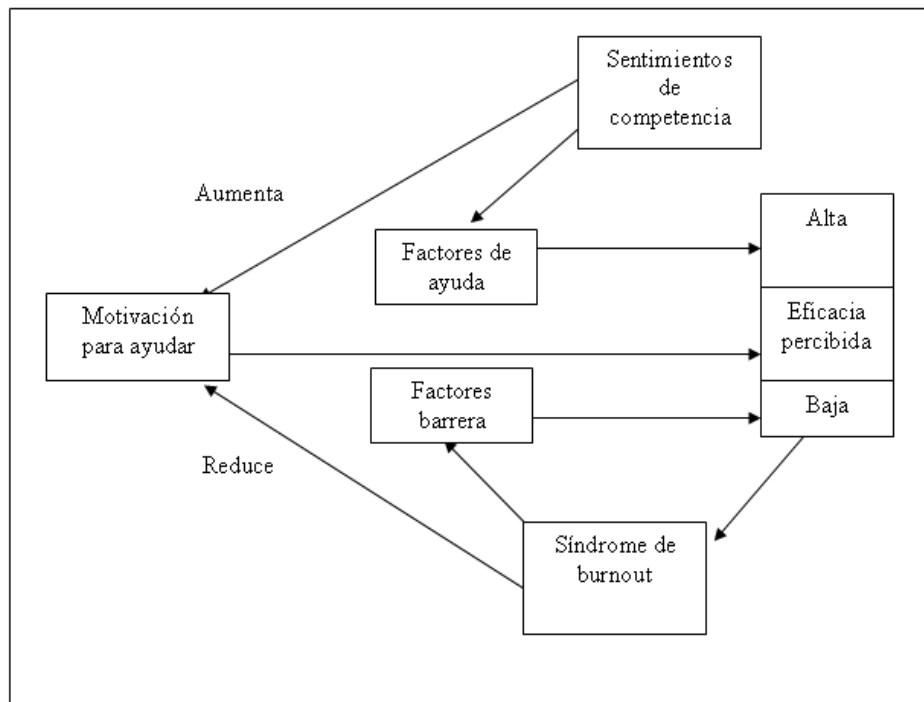 Sentimientos
de
competencia
Aumenta
Alta
Factores de
ayuda
Motivación
para ayudar
Eficacia
percibida
Factores
barrera
Baja
Reduce
Síndrome de
burnout